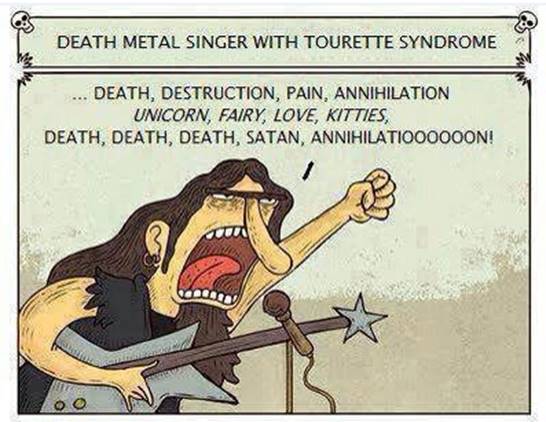 DEATH METAL SINGER WITH TOURETTE SYNDROME
... DEATH, DESTRUCTION, PAIN, ANNIHILATION
UNICORN, FAIRY, LOVE, KITTIES,
DEATH, DEATH, DEATH, SATAN, ANNIHILATIOOOOOON!